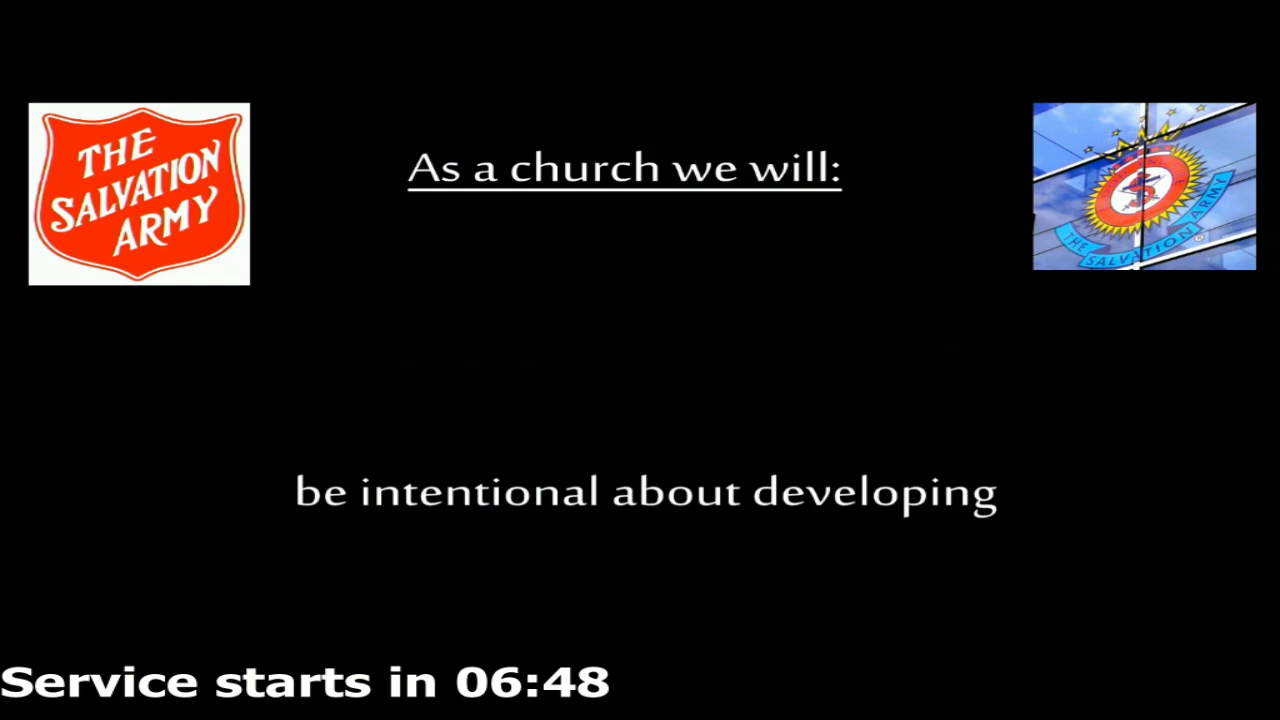 THE
SALVATION
ARMY
As a church we will:
THE SALVATION ARMY
be intentional about developing
Service starts in 06:48